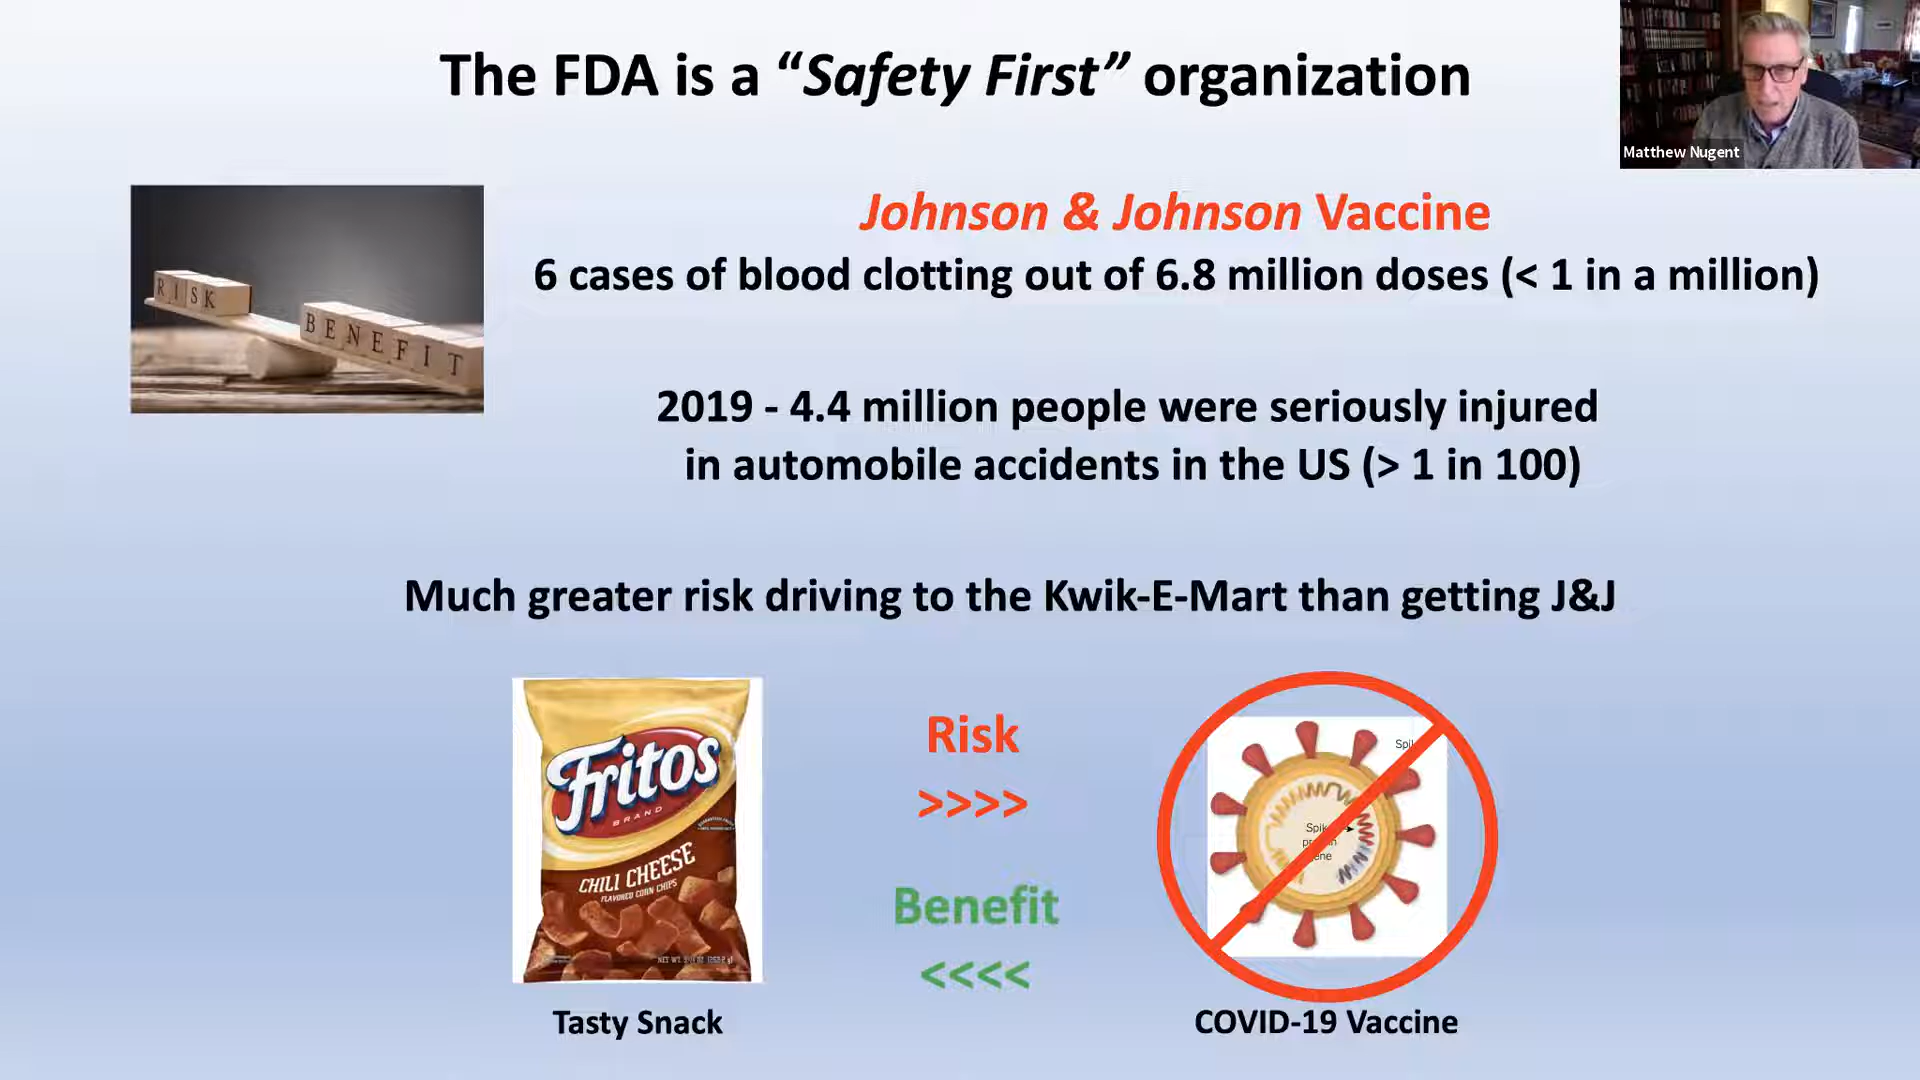 The FDA is a “Safety First” organization
Matthew Nugent
RISK
BENEFIT
Johnson & Johnson Vaccine
6 cases of blood clotting out of 6.8 million doses (< 1 in a million)
2019 - 4.4 million people were seriously injured
in automobile accidents in the US (> 1 in 100)
Much greater risk driving to the Kwik-E-Mart than getting J&J
Fritos
BRAND
CHILI CHEESE
FLAVORED CORN CHIPS
Tasty Snack
Risk
>>>>
Benefit
<<<<
COVID-19 Vaccine